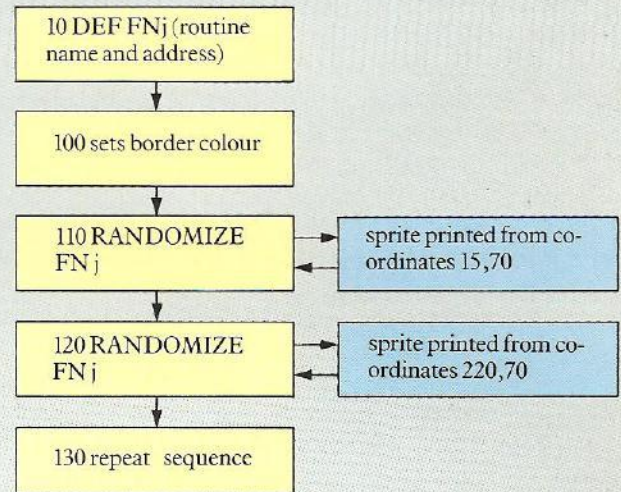 10 DEF FNj (routine
name and address)
100 sets border colour
110 RANDOMIZE
FN j
sprite printed from co-
ordinates 15,70
120 RANDOMIZE
FN j
sprite printed from co-
ordinates 220,70
130 repeat sequence